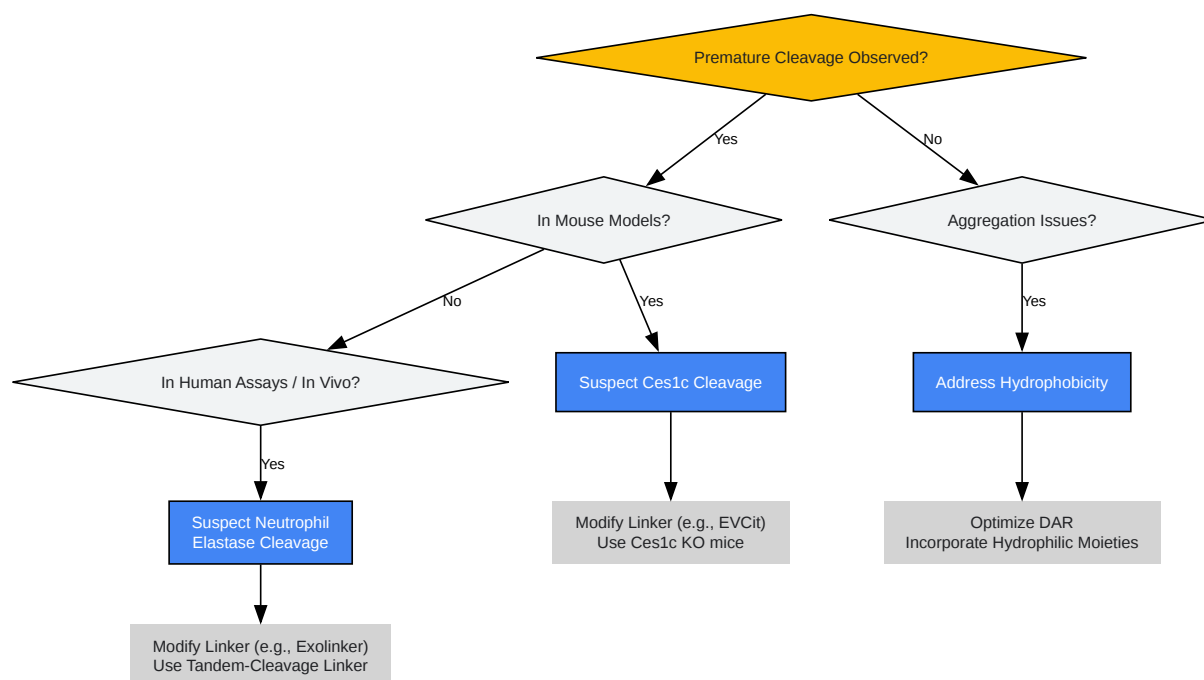 Premature Cleavage Observed?
Yes
No
In Mouse Models?
Aggregation Issues?
No
Yes
Yes
In Human Assays / In Vivo?
Suspect Ces1c Cleavage
Address Hydrophobicity
Yes
Suspect Neutrophil
Elastase Cleavage
Modify Linker (e.g., EVCit)
Use Ces1c KO mice
Optimize DAR
Incorporate Hydrophilic Moieties
Modify Linker (e.g., Exolinker)
Use Tandem-Cleavage Linker